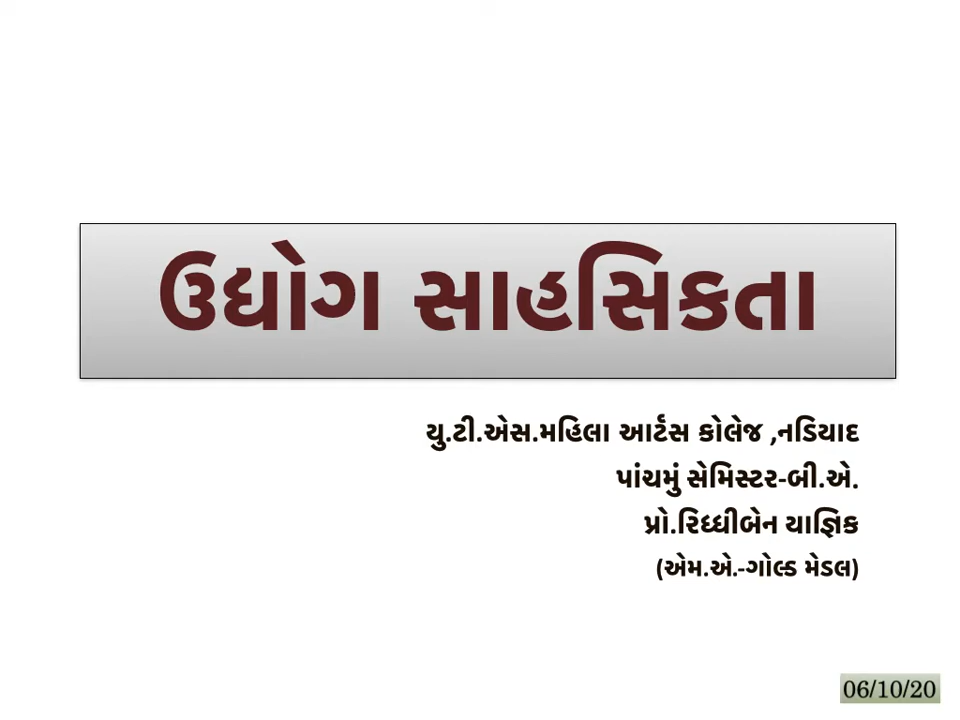 ઉદ્યોગ સાહસિકતા
યુ.ટી.એસ.મહિલા આર્ટસ કોલેજ ,નડિયાદ
પાંચમું સેમિસ્ટર-બી.એ.
પ્રો.રિધ્ધીબેન યાજ્ઞિક
(એમ.એ.-ગોલ્ડ મેડલ)
06/10/20